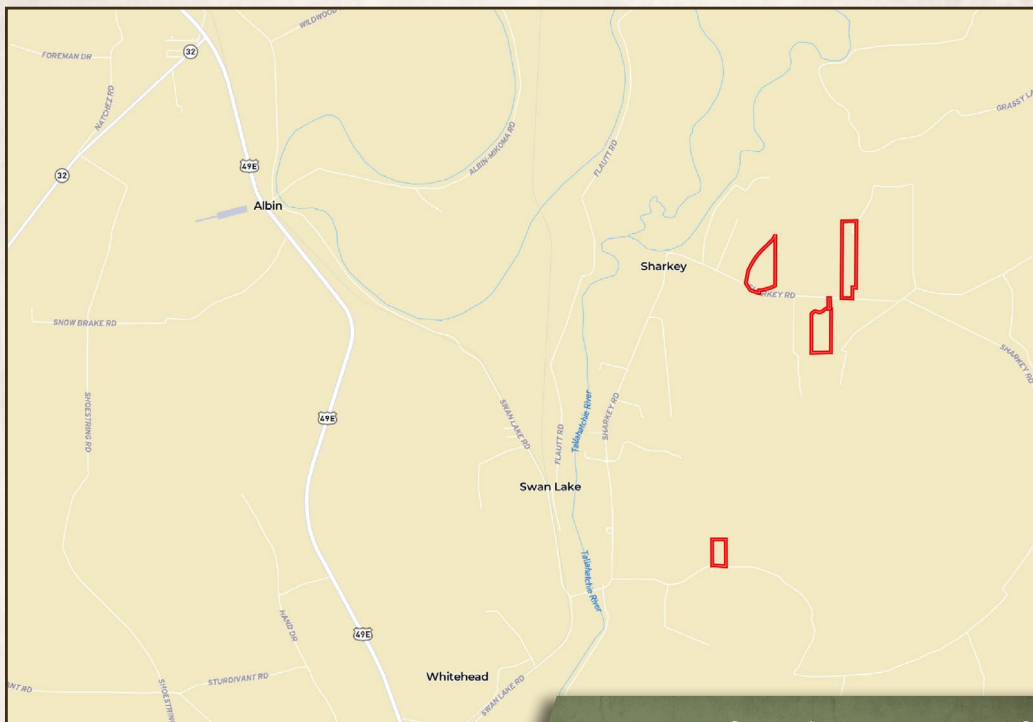 WILDWOOD
32
FOREMAN DR
NATCHEZ RD
GRASSY LA
ALBIN-MIKOMA RD
FLAUTT RD
49E
32
Albin
Sharkey
SHARKEY RD
SNOW BRAKE RD
SHARKEY RD
SHOESTRING RD
49E
SWAN LAKE RD
FLAUTT RD
Tallahatchie River
SHARKEY RD
Swan Lake
Tallahatchie River
HAND DR
49E
Whitehead
STURDIVANT RD
ANT RD
SHOESTRING
SWAN LAKE RD